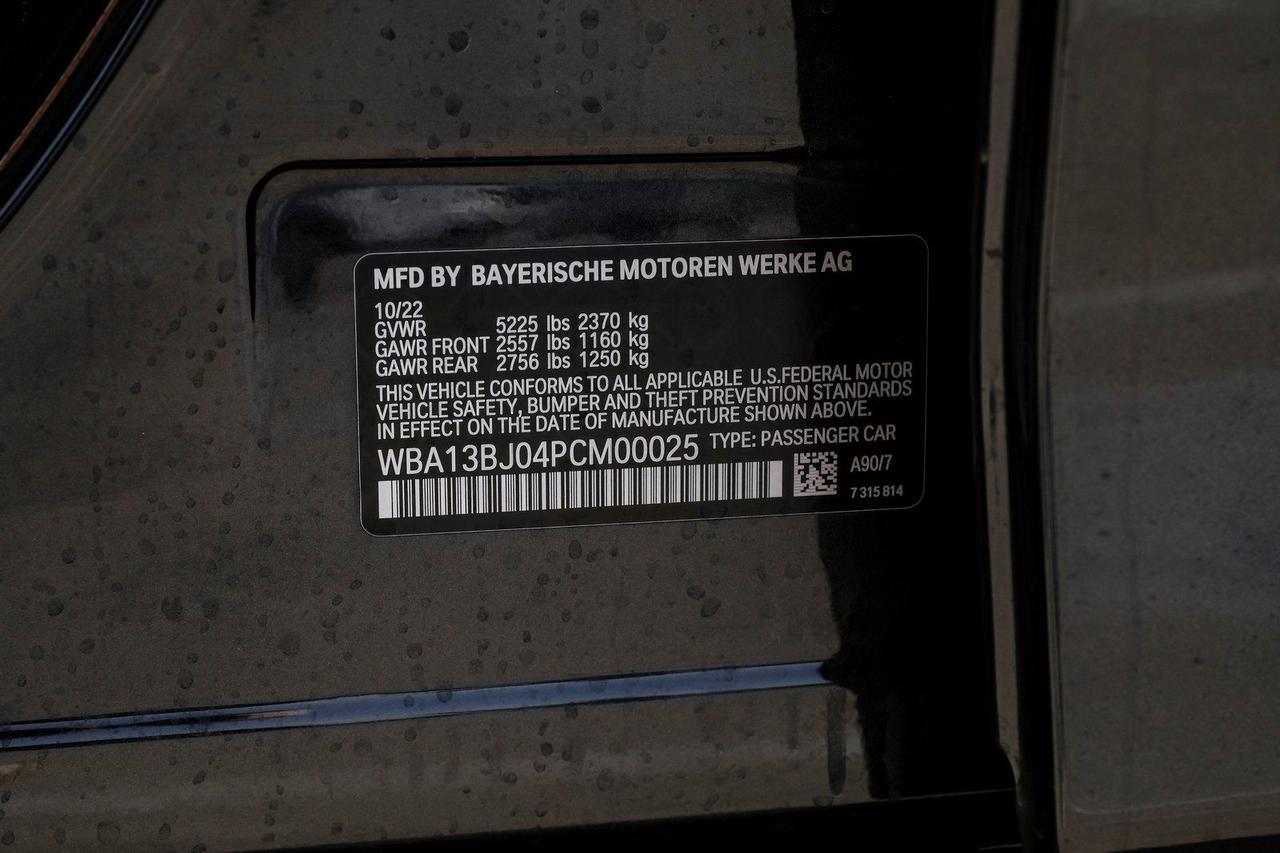 MFD BY BAYERISCHE MOTOREN WERKE AG
10/22
GVWR 5225 lbs 2370 kg
GAWR FRONT 2557 lbs 1160 kg
GAWR REAR 2756 lbs 1250 kg
THIS VEHICLE CONFORMS TO ALL APPLICABLE U.S.FEDERAL MOTOR
VEHICLE SAFETY, BUMPER AND THEFT PREVENTION STANDARDS
IN EFFECT ON THE DATE OF MANUFACTURE SHOWN ABOVE.
WBA13BJ04PCM00025 TYPE: PASSENGER CAR
A90/7
7 315 814